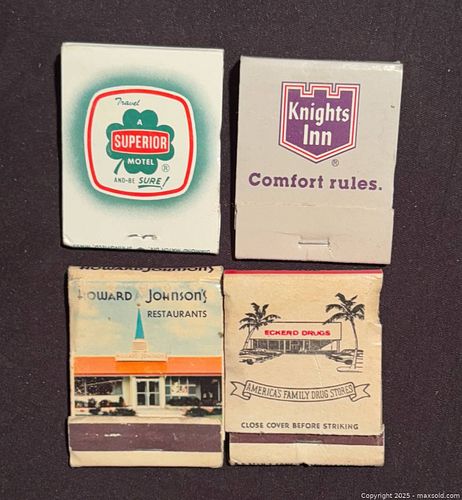 Travel
A
SUPERIOR
MOTEL ®
AND-BE SURE!
Knights
Inn
®
Comfort rules.
HOWARD JOHNSON'S
RESTAURANTS
ECKERD DRUGS
AMERICA'S FAMILY DRUG STORES
CLOSE COVER BEFORE STRIKING
Copyright © 2025 - maxsold.com